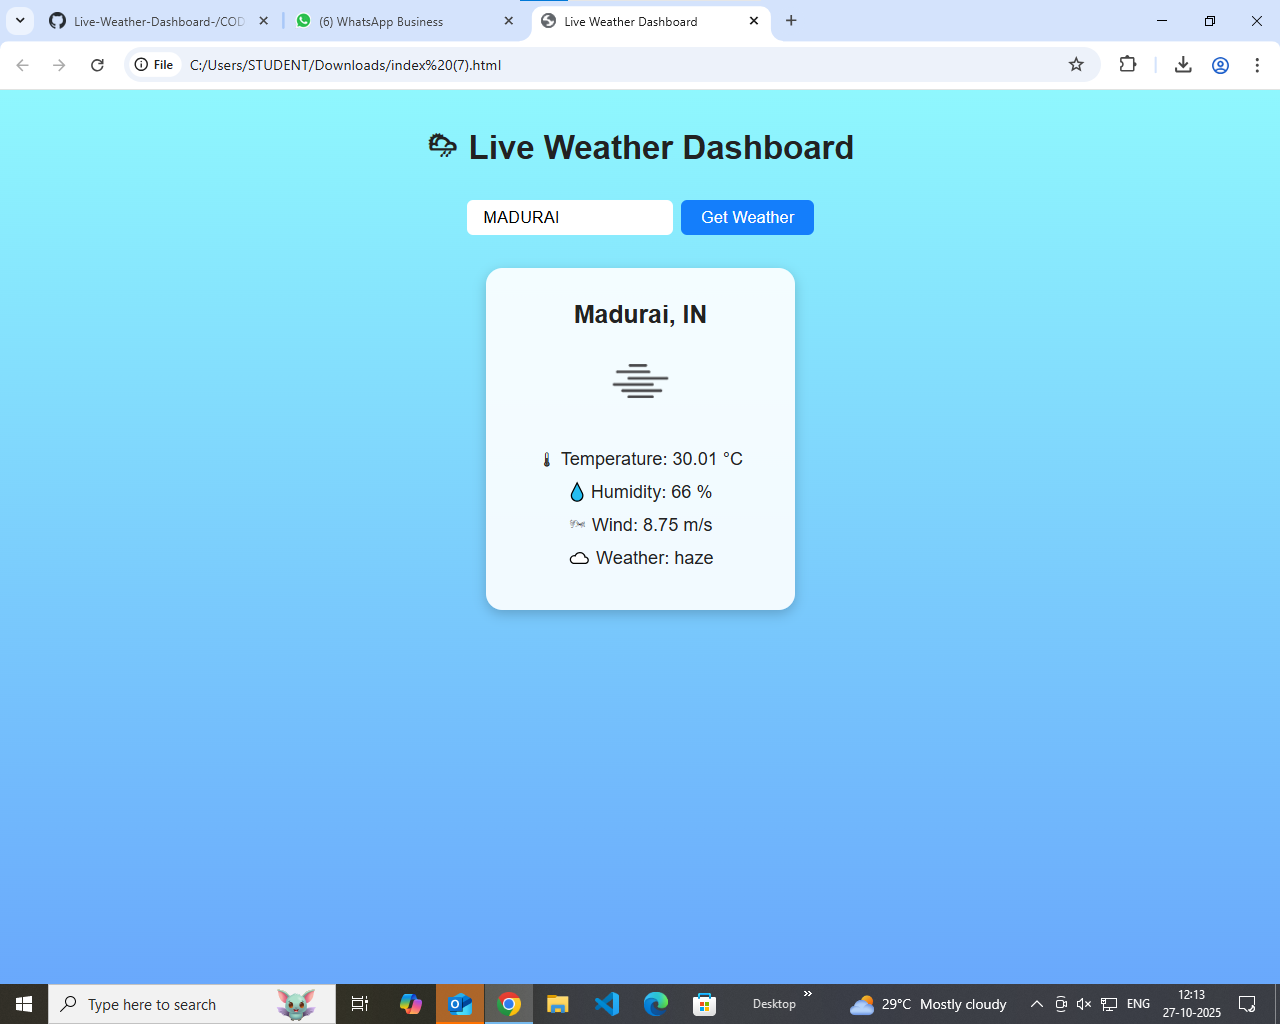 Live-Weather-Dashboard-/COD
(6) WhatsApp Business
Live Weather Dashboard
File
C:/Users/STUDENT/Downloads/index%20(7).html
Live Weather Dashboard
MADURAI
Get Weather
Madurai, IN
Temperature: 30.01 °C
Humidity: 66 %
Wind: 8.75 m/s
Weather: haze
Type here to search
Desktop
29°C Mostly cloudy
ENG
12:13
27-10-2025